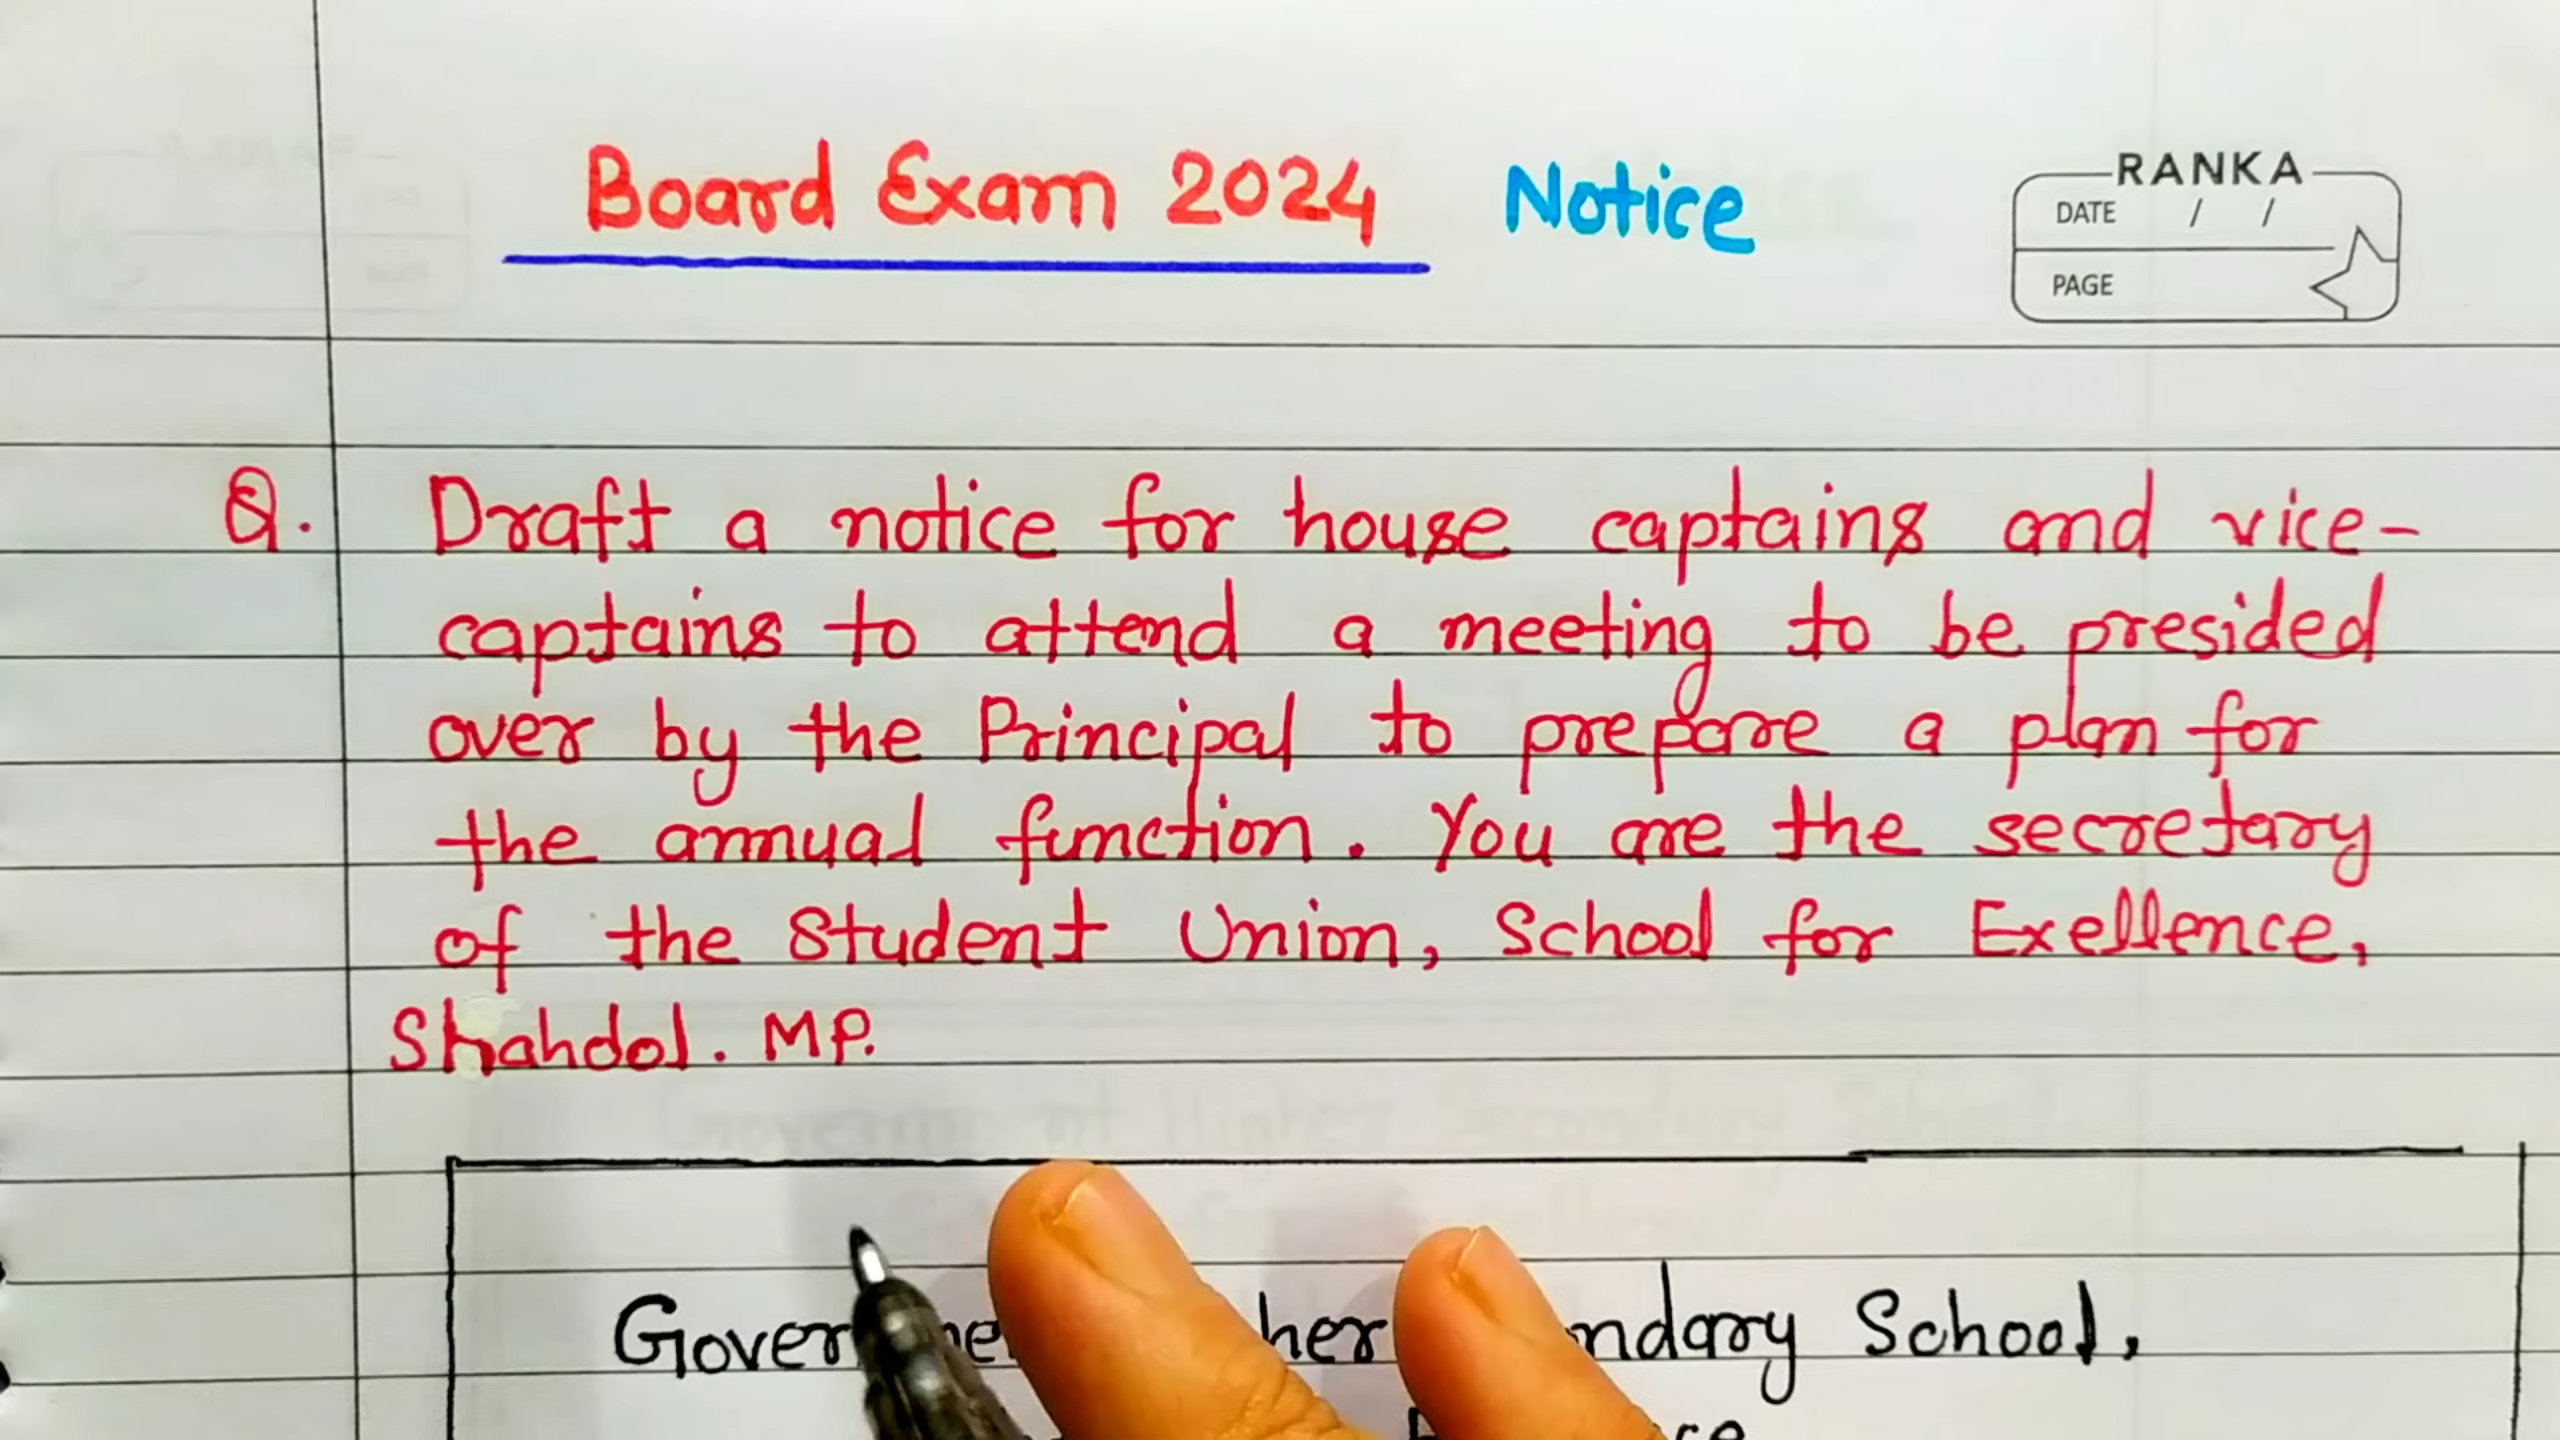 Board Exam 2024 Notice
RANKA
DATE / /
PAGE
Q. Draft a notice for house captains and vice-
captains to attend a meeting to be presided
over by the Principal to prepare a plan for
the annual function. You are the secretary
of the Student Union, School for Exellence,
Shahdol. MP.
School,